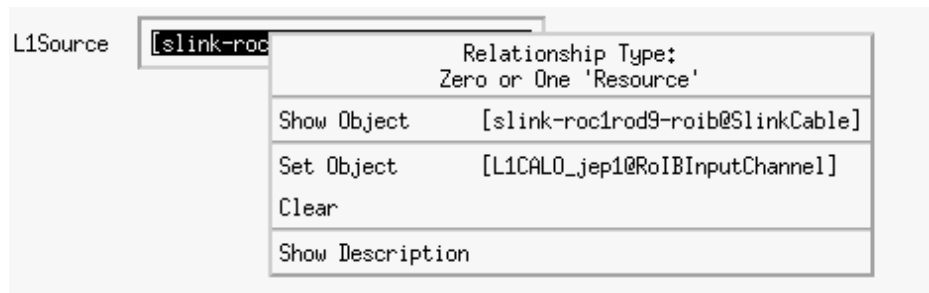 L1Source [slink-roc
Relationship Type:
Zero or One 'Resource'
Show Object [slink-roc1rod9-roib@SlinkCable]
Set Object [L1CALO_jep1@RoIBInputChannel]
Clear
Show Description